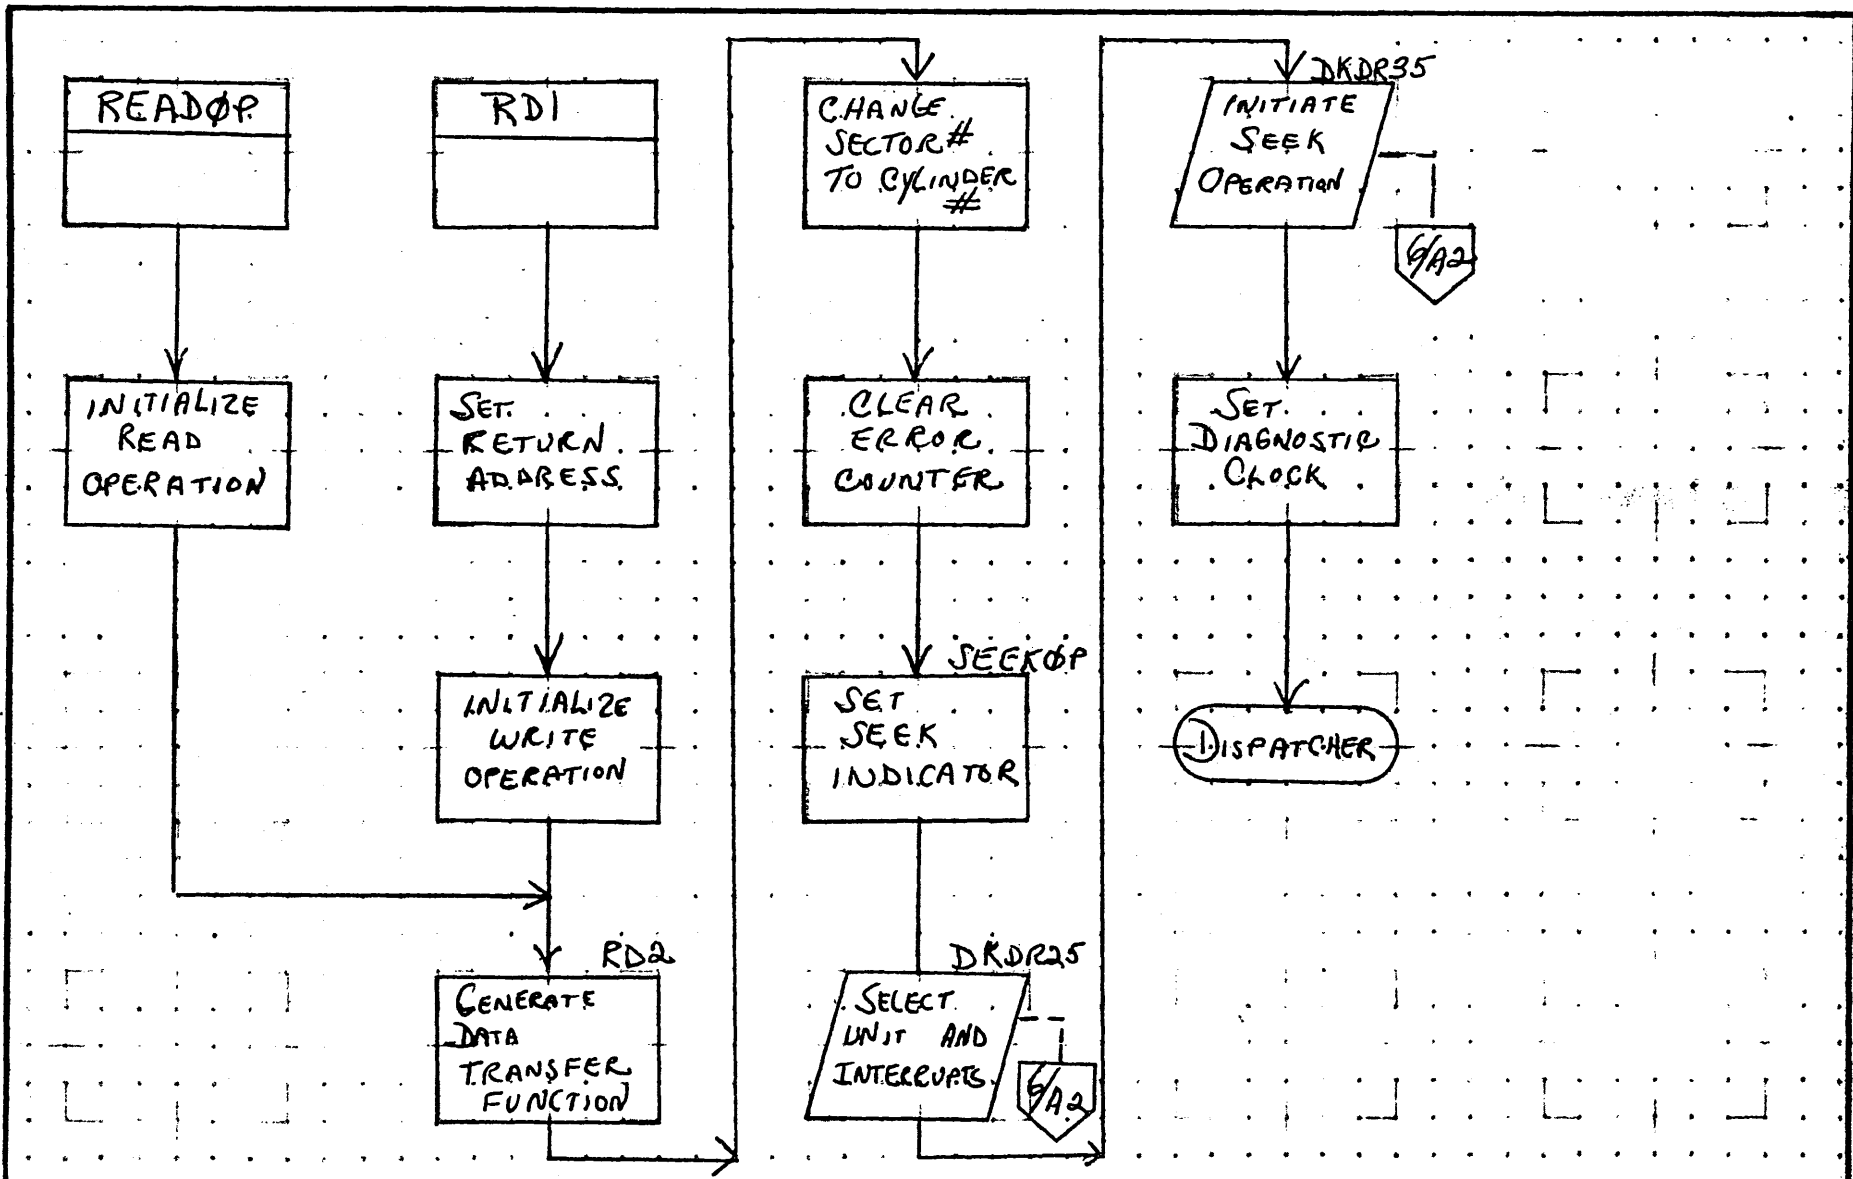 READØP
INITIALIZE
READ
OPERATION
RD1
SET
RETURN
ADDRESS
INITIALIZE
WRITE
OPERATION
RD2
GENERATE
DATA
TRANSFER
FUNCTION
CHANGE
SECTOR #
TO CYLINDER
#
CLEAR
ERROR
COUNTER
SEEKØP
SET
SEEK
INDICATOR
DKDR25
SELECT
UNIT AND
INTERRUPTS
6/A2
DKDR35
INITIATE
SEEK
OPERATION
6/A2
SET
DIAGNOSTIC
CLOCK
DISPATCHER